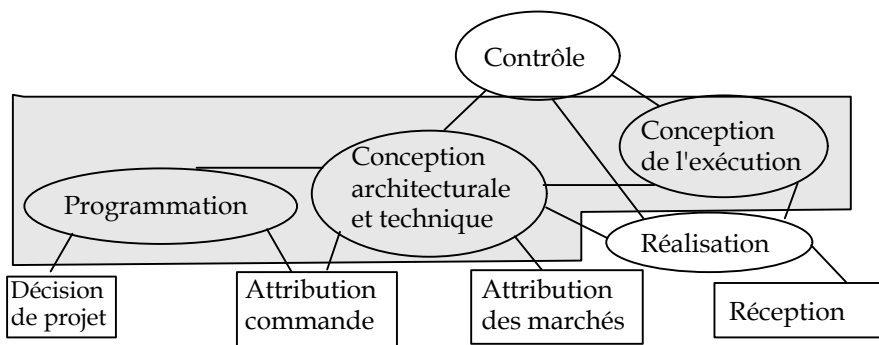 Contrôle
Conception
de l'exécution
Conception
architecturale
et technique
Programmation
Réalisation
Décision
de projet
Attribution
commande
Attribution
des marchés
Réception